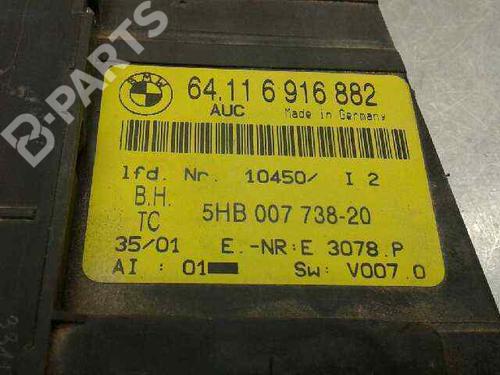 B-PARTS
BMW
64.11 6 916 882
AUC Made in Germany
lfd. Nr. 10450/ I 2
B.H.
TC 5HB 007 738-20
35/01 E.-NR:E 3078.P
AI : 01 Sw: V007.0